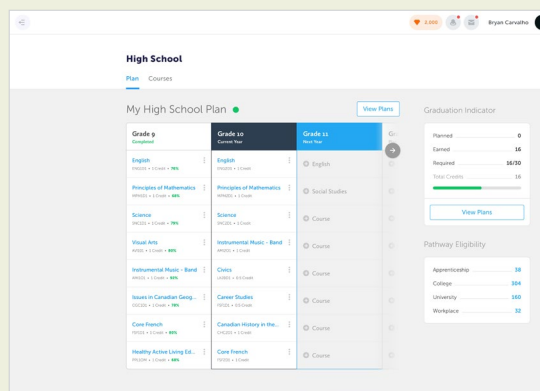 2.000
Bryan Carvalho
High School
Plan Courses
My High School Plan
View Plans
Grade 9
Completed
Grade 10
Current Year
Grade 11
Next Year
English
English
English
Principles of Mathematics
Principles of Mathematics
Social Studies
Science
Science
Course
Visual Arts
Instrumental Music - Band
Course
Instrumental Music - Band
Civics
Course
Issues in Canadian Geog...
Career Studies
Course
Core French
Canadian History in the...
Course
Healthy Active Living Ed...
Core French
Course
Graduation Indicator
Planned 0
Earned 16
Required 16/30
Total Credits 16
View Plans
Pathway Eligibility
Apprenticeship 38
College 304
University 160
Workplace 32